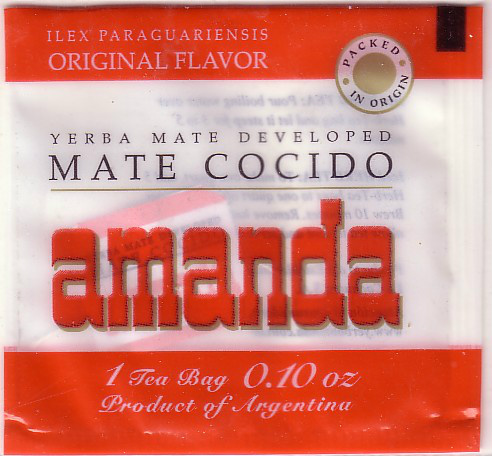 ILEX PARAGUARIENSIS
ORIGINAL FLAVOR
PACKED
IN ORIGIN
YERBA MATE DEVELOPED
MATE COCIDO
amanda
1 Tea Bag 0.10 oz
Product of Argentina